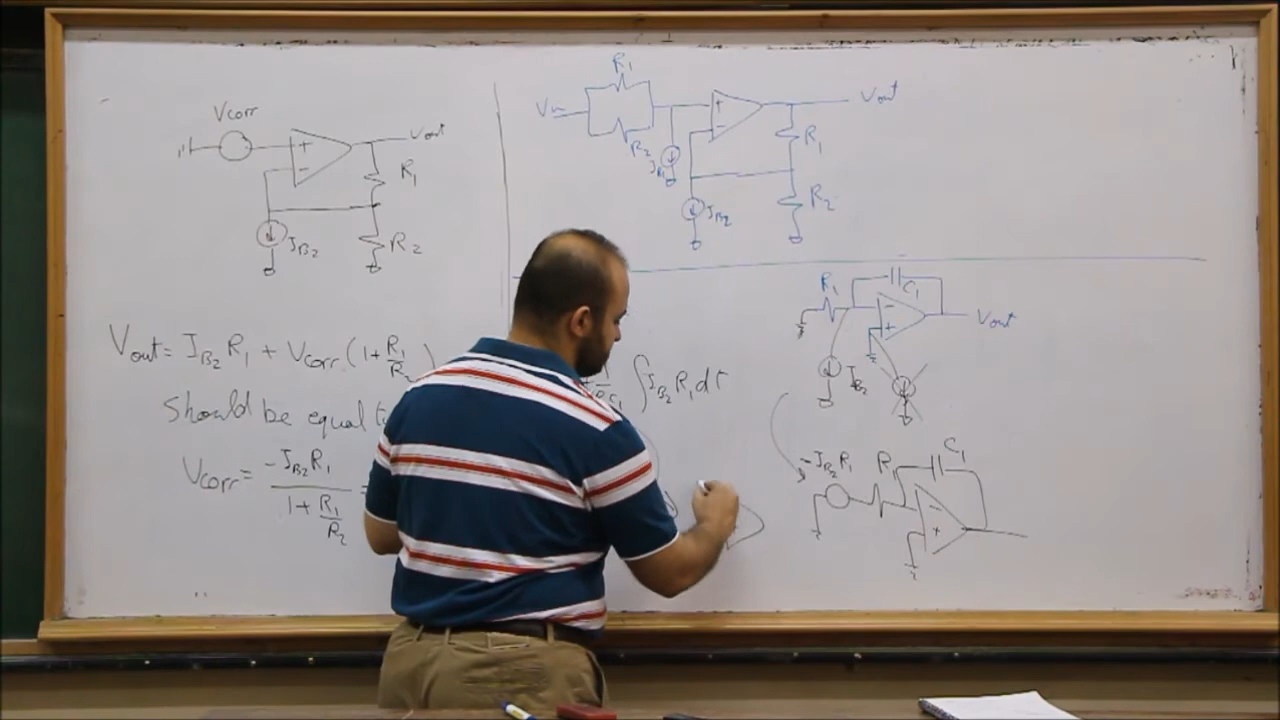 Vcorr
+
-
Vout
R1
IB2
R2
Vout = IB2 R1 + Vcorr. (1 + R1/R2)
Should be equal
Vcorr = -IB2 R1 / 1 + R1/R2 =
∫ IB2 R1 dt
R1
Vin
R2
IB1
+
-
Vout
R1
R2
IB2
R1
C1
-
+
Vout
IB2
-IB2 R1
R1
C1
-
+